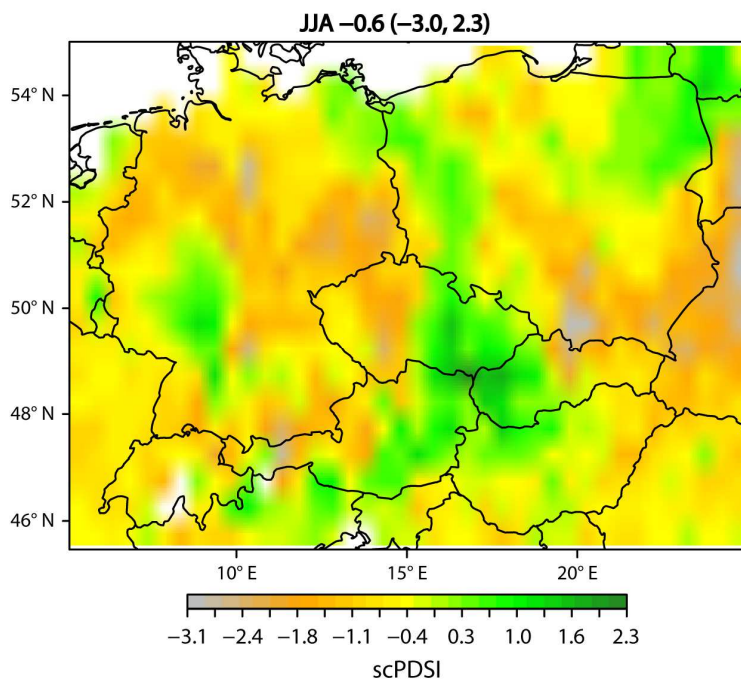 JJA −0.6 (−3.0, 2.3)
54° N
52° N
50° N
48° N
46° N
10° E 15° E 20° E
−3.1 −2.4 −1.8 −1.1 −0.4 0.3 1.0 1.6 2.3
scPDSI